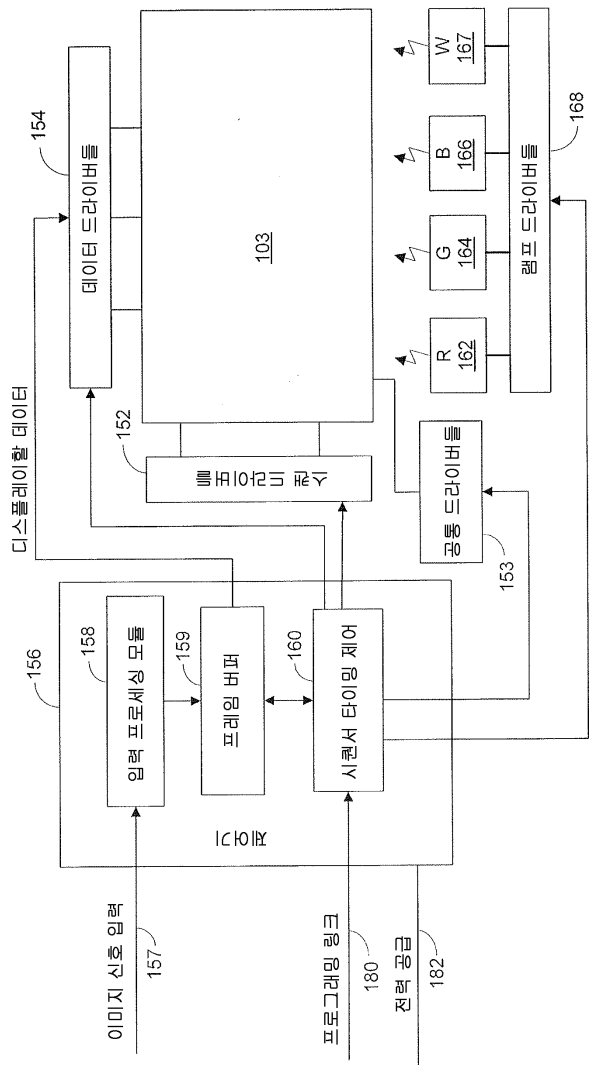 디스플레이할 데이터
154
데이터 드라이버들
156
158
입력 프로세싱 모듈
159
프레임 버퍼
160
시퀀서 타이밍 제어
제어기
이미지 신호 입력
157
프로그래밍 링크
180
전력 공급
182
152
스캔 드라이버들
103
공통 드라이버들
153
R
162
G
164
B
166
W
167
램프 드라이버들
168